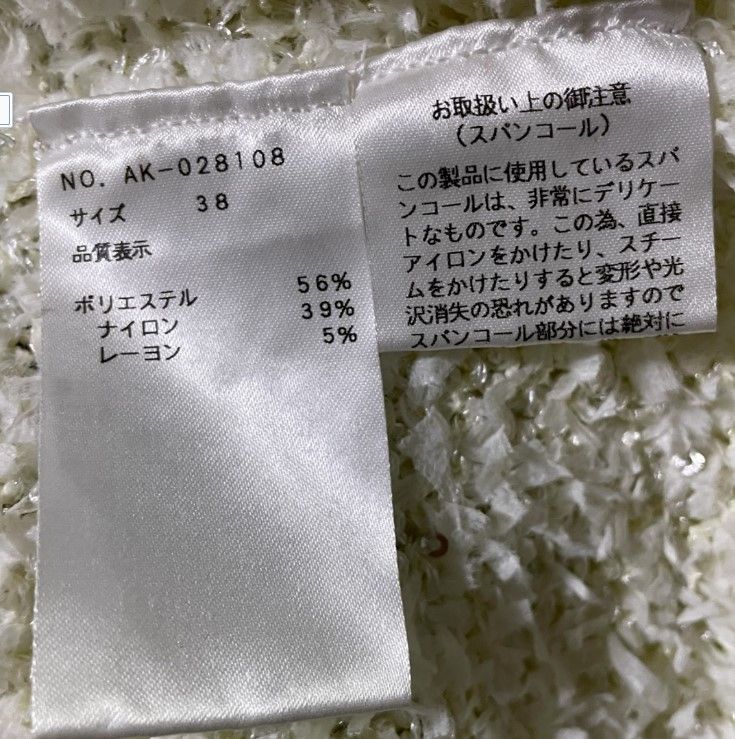 NO. AK-028108
サイズ 38
品質表示
ポリエステル 56%
ナイロン 39%
レーヨン 5%
お取扱い上の御注意
（スパンコール）
この製品に使用しているスパ
ンコールは、非常にデリケー
トなものです。この為、直接
アイロンをかけたり、スチー
ムをかけたりすると変形や光
沢消失の恐れがありますので
スパンコール部分には絶対に